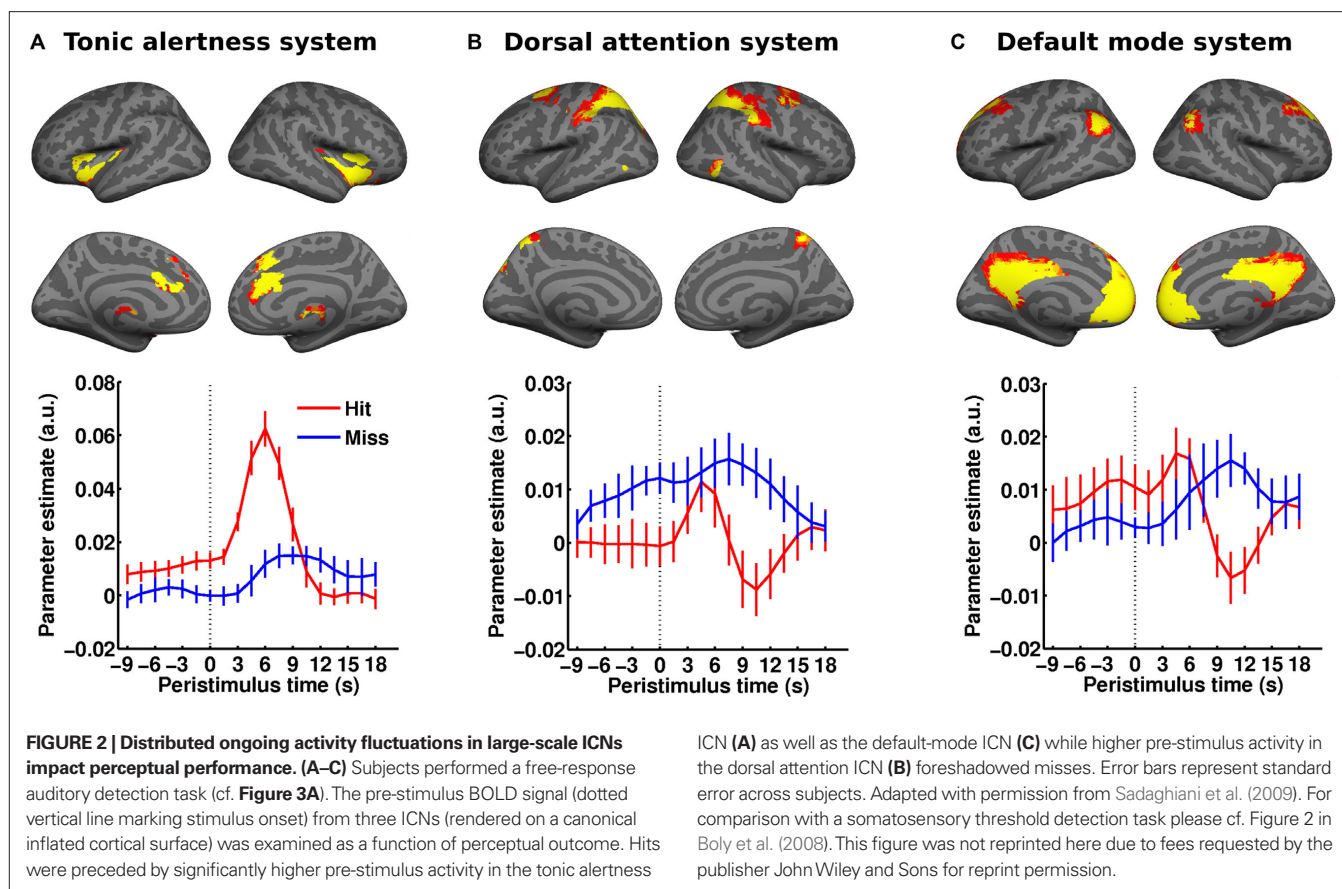 A Tonic alertness system
B Dorsal attention system
C Default mode system
0.08
0.06
0.04
0.02
0
−0.02
Parameter estimate (a.u.)
Hit
Miss
−9 −6 −3 0 3 6 9 12 15 18
Peristimulus time (s)
0.03
0.02
0.01
0
−0.01
0.02
Parameter estimate (a.u.)
−9 −6 −3 0 3 6 9 12 15 18
Peristimulus time (s)
0.03
0.02
0.01
0
−0.01
0.02
Parameter estimate (a.u.)
−9 −6 −3 0 3 6 9 12 15 18
Peristimulus time (s)
FIGURE 2 | Distributed ongoing activity fluctuations in large-scale ICNs
impact perceptual performance. (A–C) Subjects performed a free-response
auditory detection task (cf. Figure 3A). The pre-stimulus BOLD signal (dotted
vertical line marking stimulus onset) from three ICNs (rendered on a canonical
inflated cortical surface) was examined as a function of perceptual outcome. Hits
were preceded by significantly higher pre-stimulus activity in the tonic alertness
ICN (A) as well as the default-mode ICN (C) while higher pre-stimulus activity in
the dorsal attention ICN (B) foreshadowed misses. Error bars represent standard
error across subjects. Adapted with permission from Sadaghiani et al. (2009). For
comparison with a somatosensory threshold detection task please cf. Figure 2 in
Boly et al. (2008). This figure was not reprinted here due to fees requested by the
publisher John Wiley and Sons for reprint permission.